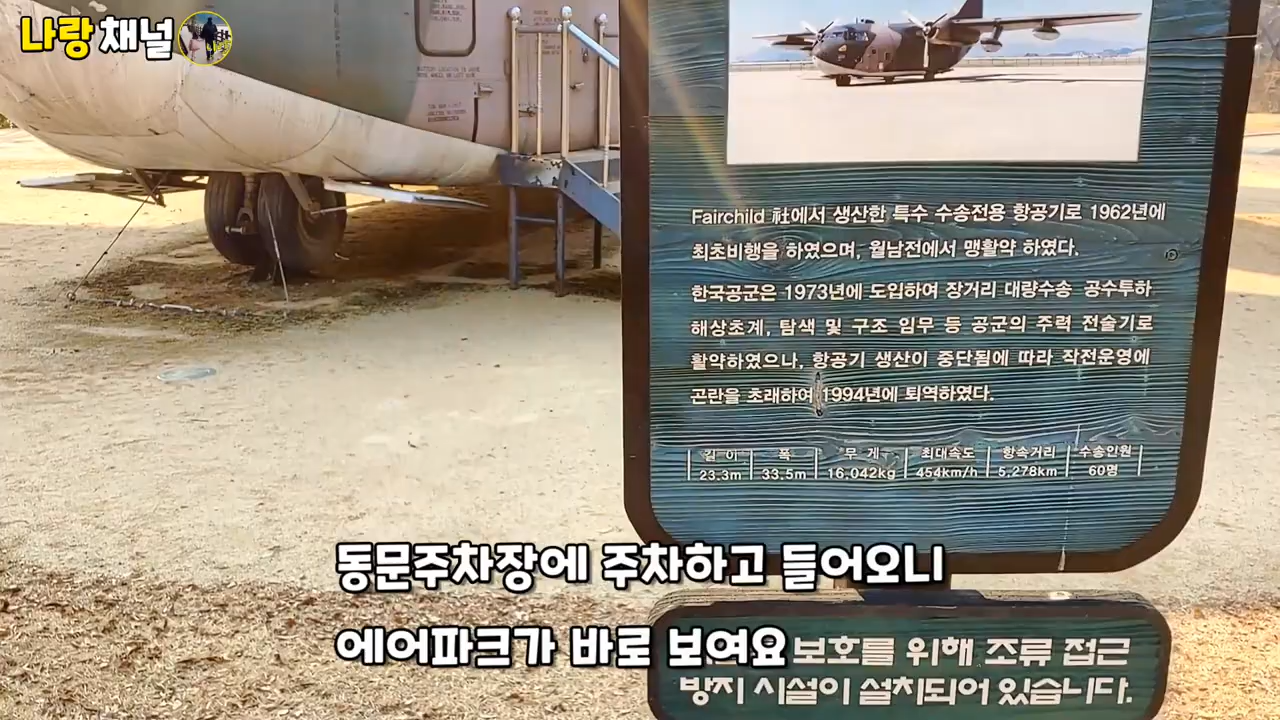 나랑 채널
Fairchild 社에서 생산한 특수 수송전용 항공기로 1962년에
최초비행을 하였으며, 월남전에서 맹활약 하였다.
한국공군은 1973년에 도입하여 장거리 대량수송 공수투하
해상초계, 탐색 및 구조 임무 등 공군의 주력 전술기로
활약하였으나, 항공기 생산이 중단됨에 따라 작전운영에
곤란을 초래하여 1994년에 퇴역하였다.
길 이 폭 무 게 최대속도 항속거리 수송인원
23.3m 33.5m 16,042kg 454km/h 5,278km 60명
동문주차장에 주차하고 들어오니
에어파크가 바로 보여요
보호를 위해 조류 접근
방지 시설이 설치되어 있습니다.